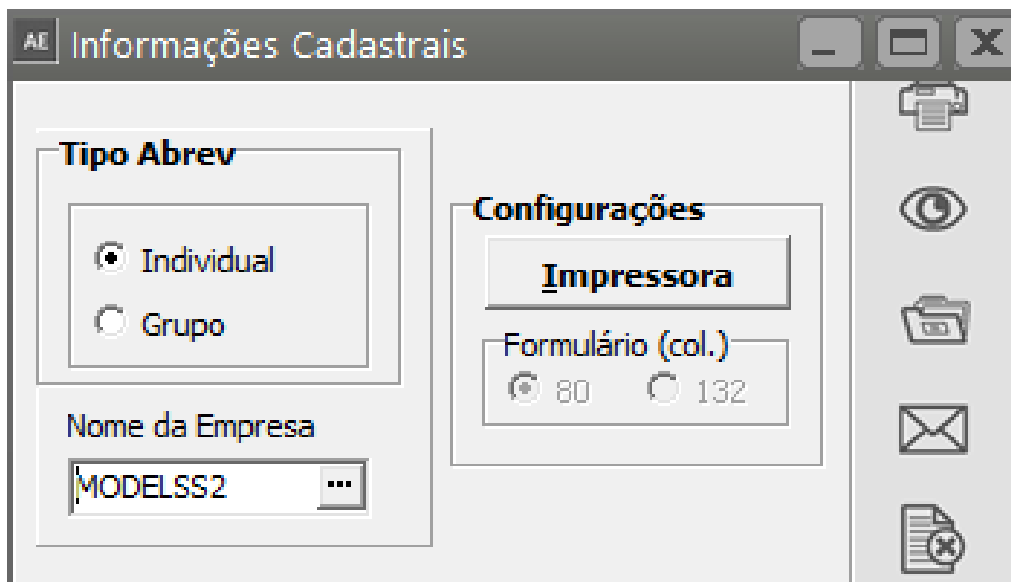 AE Informações Cadastrais
Tipo Abrev
Individual
Grupo
Nome da Empresa
MODELSS2 ...
Configurações
Impressora
Formulário (col.)
80 132